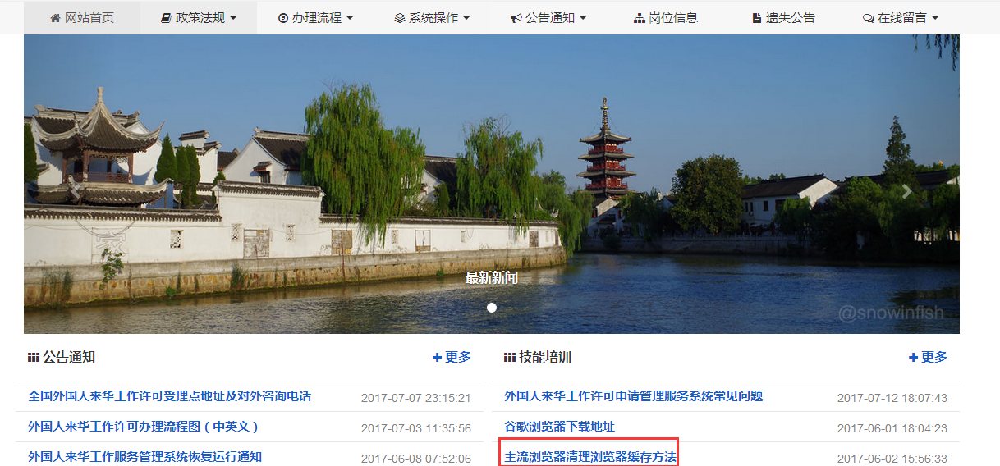 网站首页 政策法规 办理流程 系统操作 公告通知 岗位信息 遗失公告 在线留言
最新新闻
@snowinfish
公告通知 更多
全国外国人来华工作许可受理点地址及对外咨询电话 2017-07-07 23:15:21
外国人来华工作许可办理流程图（中英文） 2017-07-03 11:35:56
外国人来华工作服务管理系统恢复运行通知 2017-06-08 07:52:06
技能培训 更多
外国人来华工作许可申请管理服务系统常见问题 2017-07-12 18:07:43
谷歌浏览器下载地址 2017-06-01 18:04:23
主流浏览器清理浏览器缓存方法 2017-06-02 15:56:33